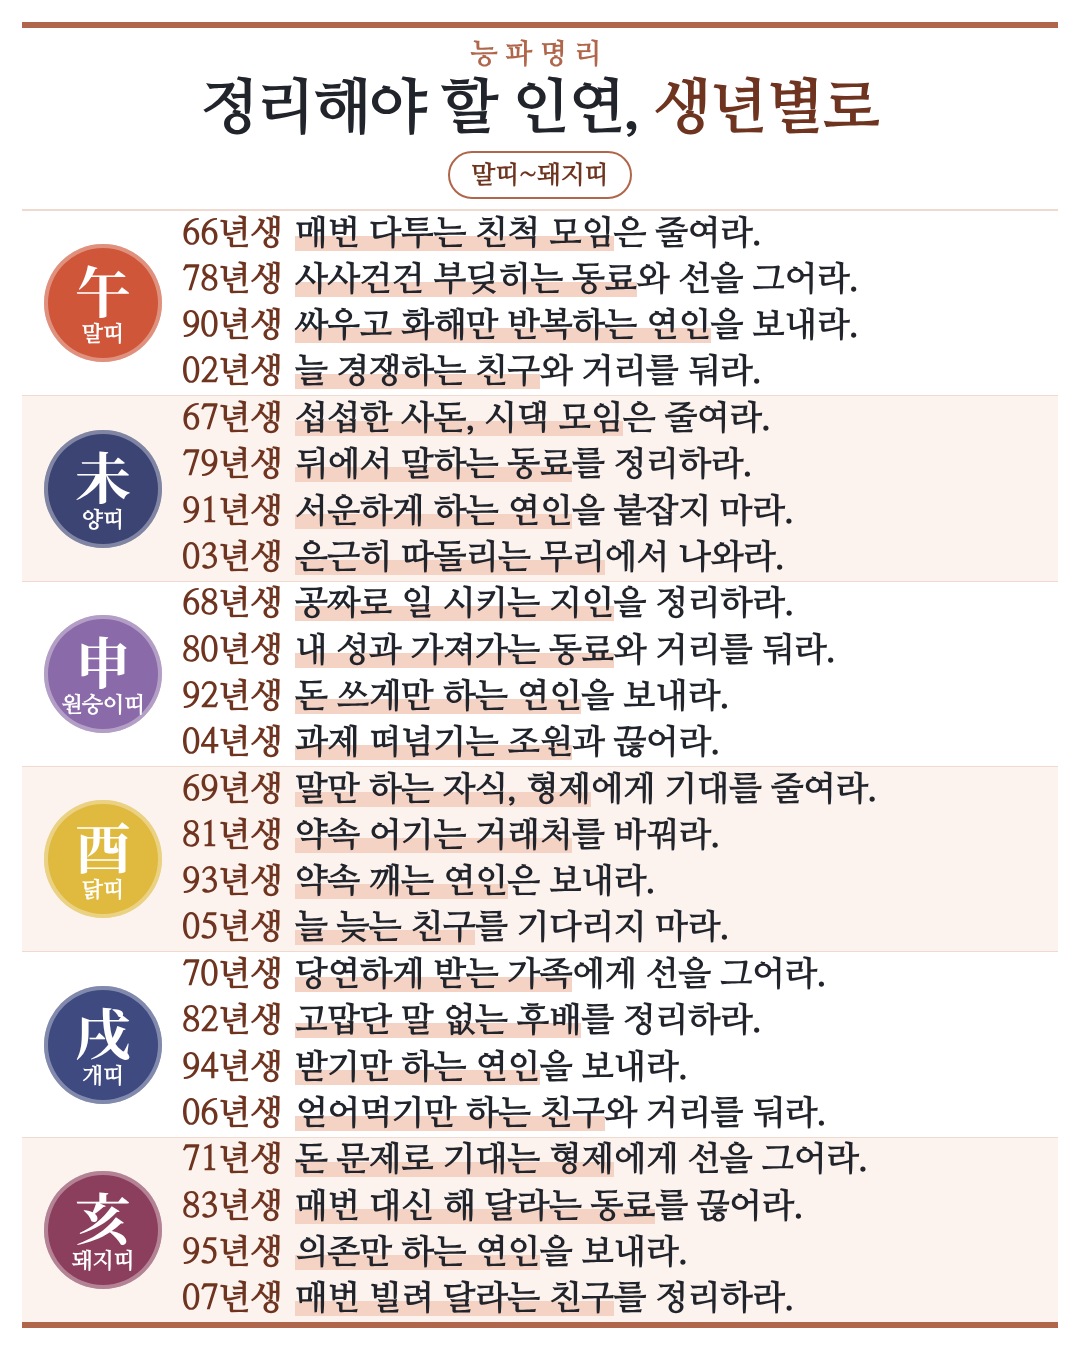 능파명리
정리해야 할 인연, 생년별로
말띠~돼지띠
午
말띠
66년생 매번 다투는 친척 모임은 줄여라.
78년생 사사건건 부딪히는 동료와 선을 그어라.
90년생 싸우고 화해만 반복하는 연인을 보내라.
02년생 늘 경쟁하는 친구와 거리를 둬라.
未
양띠
67년생 섭섭한 사돈, 시댁 모임은 줄여라.
79년생 뒤에서 말하는 동료를 정리하라.
91년생 서운하게 하는 연인을 붙잡지 마라.
03년생 은근히 따돌리는 무리에서 나와라.
申
원숭이띠
68년생 공짜로 일 시키는 지인을 정리하라.
80년생 내 성과 가져가는 동료와 거리를 둬라.
92년생 돈 쓰게만 하는 연인을 보내라.
04년생 과제 떠넘기는 조원과 끊어라.
酉
닭띠
69년생 말만 하는 자식, 형제에게 기대를 줄여라.
81년생 약속 어기는 거래처를 바꿔라.
93년생 약속 깨는 연인은 보내라.
05년생 늘 늦는 친구를 기다리지 마라.
戌
개띠
70년생 당연하게 받는 가족에게 선을 그어라.
82년생 고맙단 말 없는 후배를 정리하라.
94년생 받기만 하는 연인을 보내라.
06년생 얻어먹기만 하는 친구와 거리를 둬라.
亥
돼지띠
71년생 돈 문제로 기대는 형제에게 선을 그어라.
83년생 매번 대신 해 달라는 동료를 끊어라.
95년생 의존만 하는 연인을 보내라.
07년생 매번 빌려 달라는 친구를 정리하라.